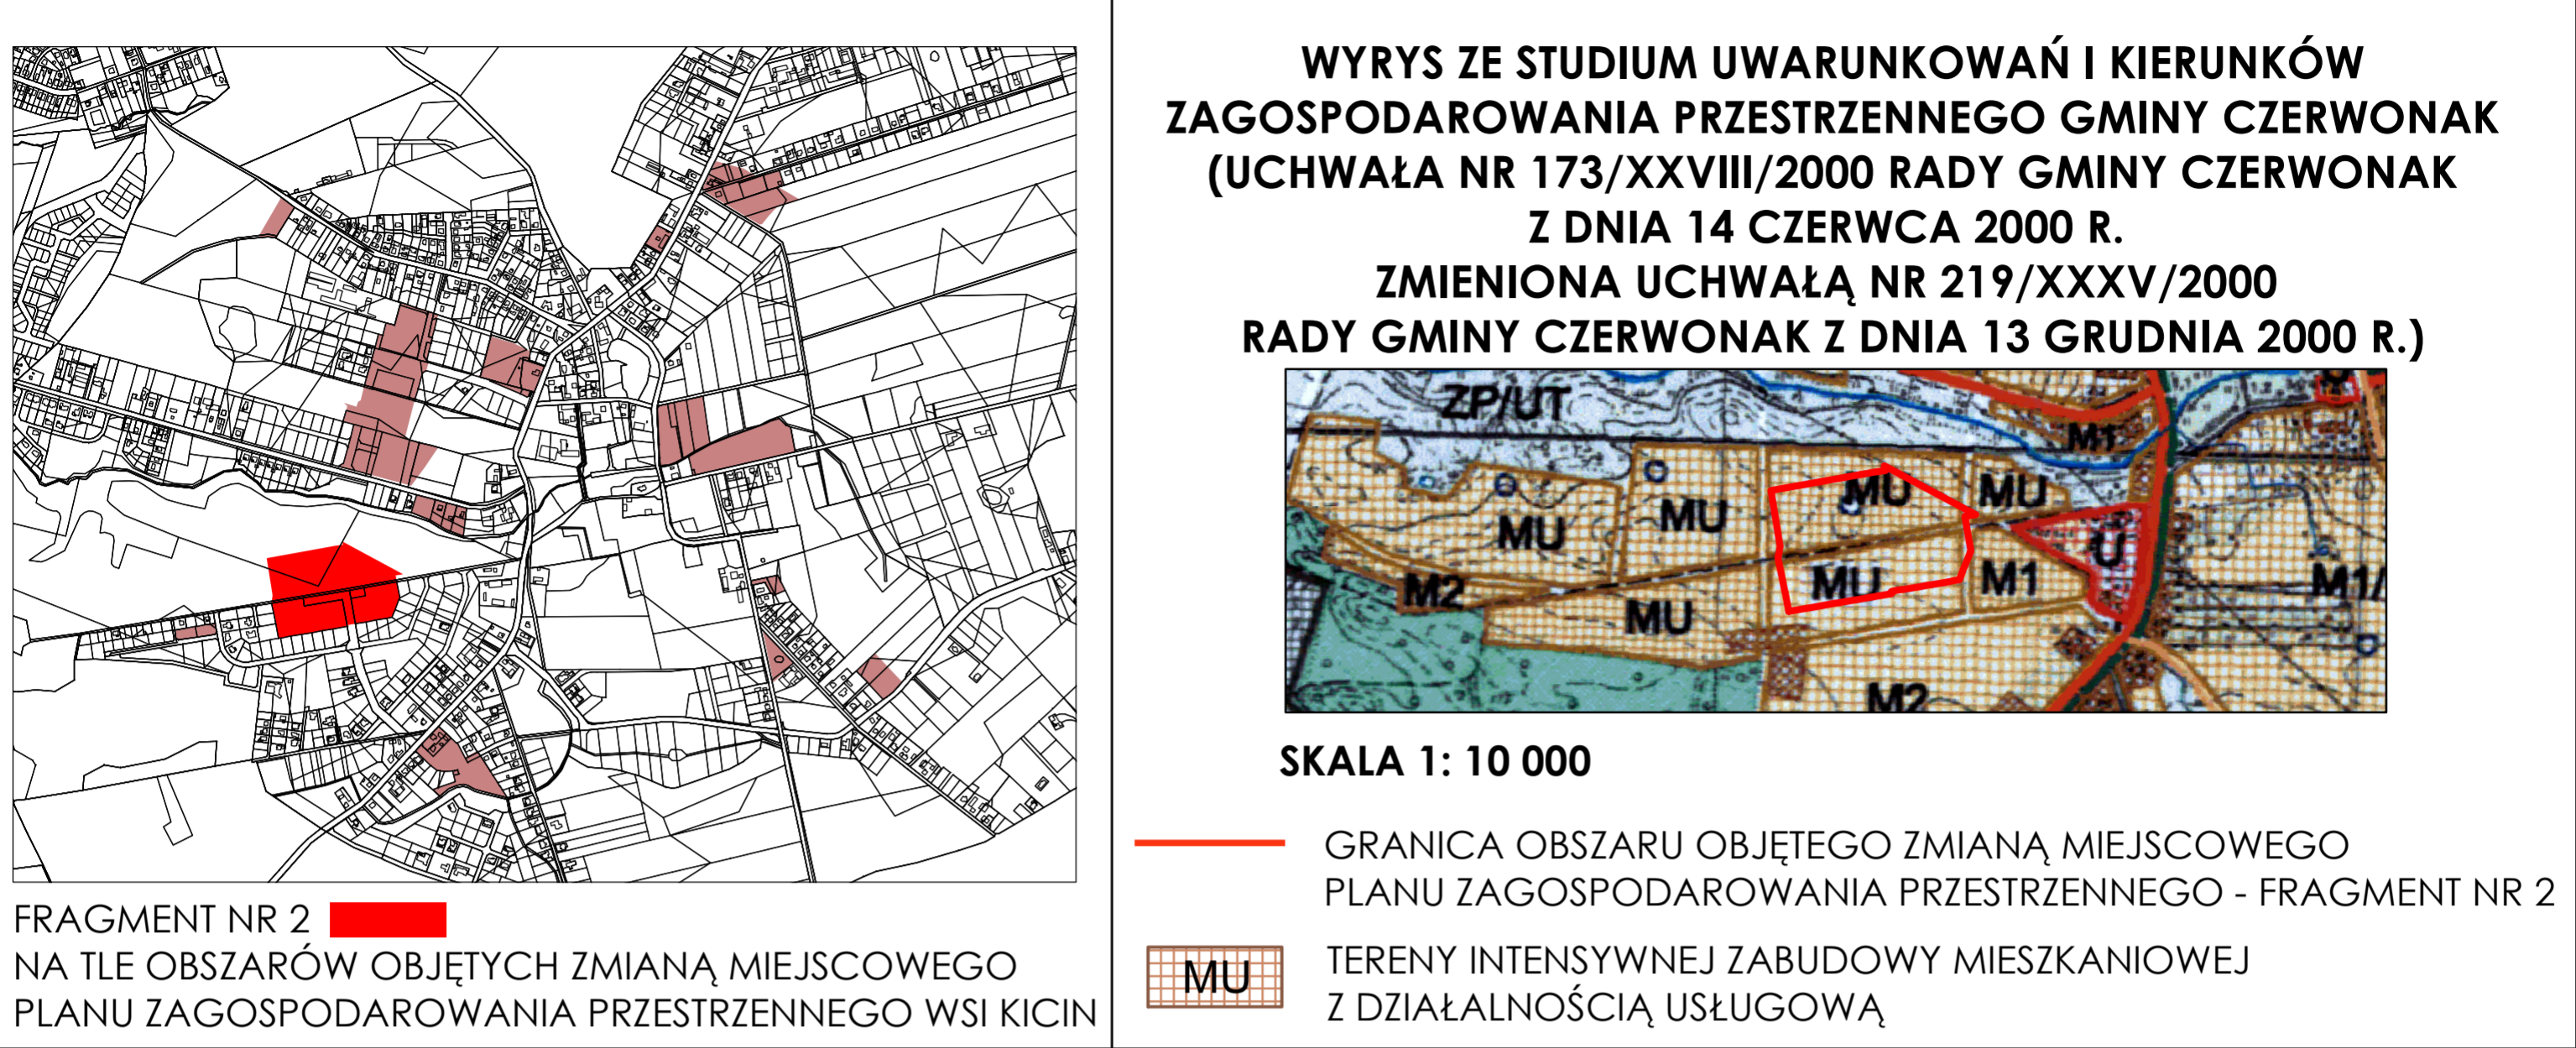 FRAGMENT NR 2
NA TLE OBSZARÓW OBJĘTYCH ZMIANĄ MIEJSCOWEGO
PLANU ZAGOSPODAROWANIA PRZESTRZENNEGO WSI KICIN
WYRYS ZE STUDIUM UWARUNKOWAŃ I KIERUNKÓW
ZAGOSPODAROWANIA PRZESTRZENNEGO GMINY CZERWONAK
(UCHWAŁA NR 173/XXVIII/2000 RADY GMINY CZERWONAK
Z DNIA 14 CZERWCA 2000 R.
ZMIENIONA UCHWAŁĄ NR 219/XXXV/2000
RADY GMINY CZERWONAK Z DNIA 13 GRUDNIA 2000 R.)
ZP/UT
M1
MU
MU
MU
MU
U
M2
MU
MU
M1
M1/
M2
SKALA 1: 10 000
GRANICA OBSZARU OBJĘTEGO ZMIANĄ MIEJSCOWEGO
PLANU ZAGOSPODAROWANIA PRZESTRZENNEGO - FRAGMENT NR 2
MU
TERENY INTENSYWNEJ ZABUDOWY MIESZKANIOWEJ
Z DZIAŁALNOŚCIĄ USŁUGOWĄ